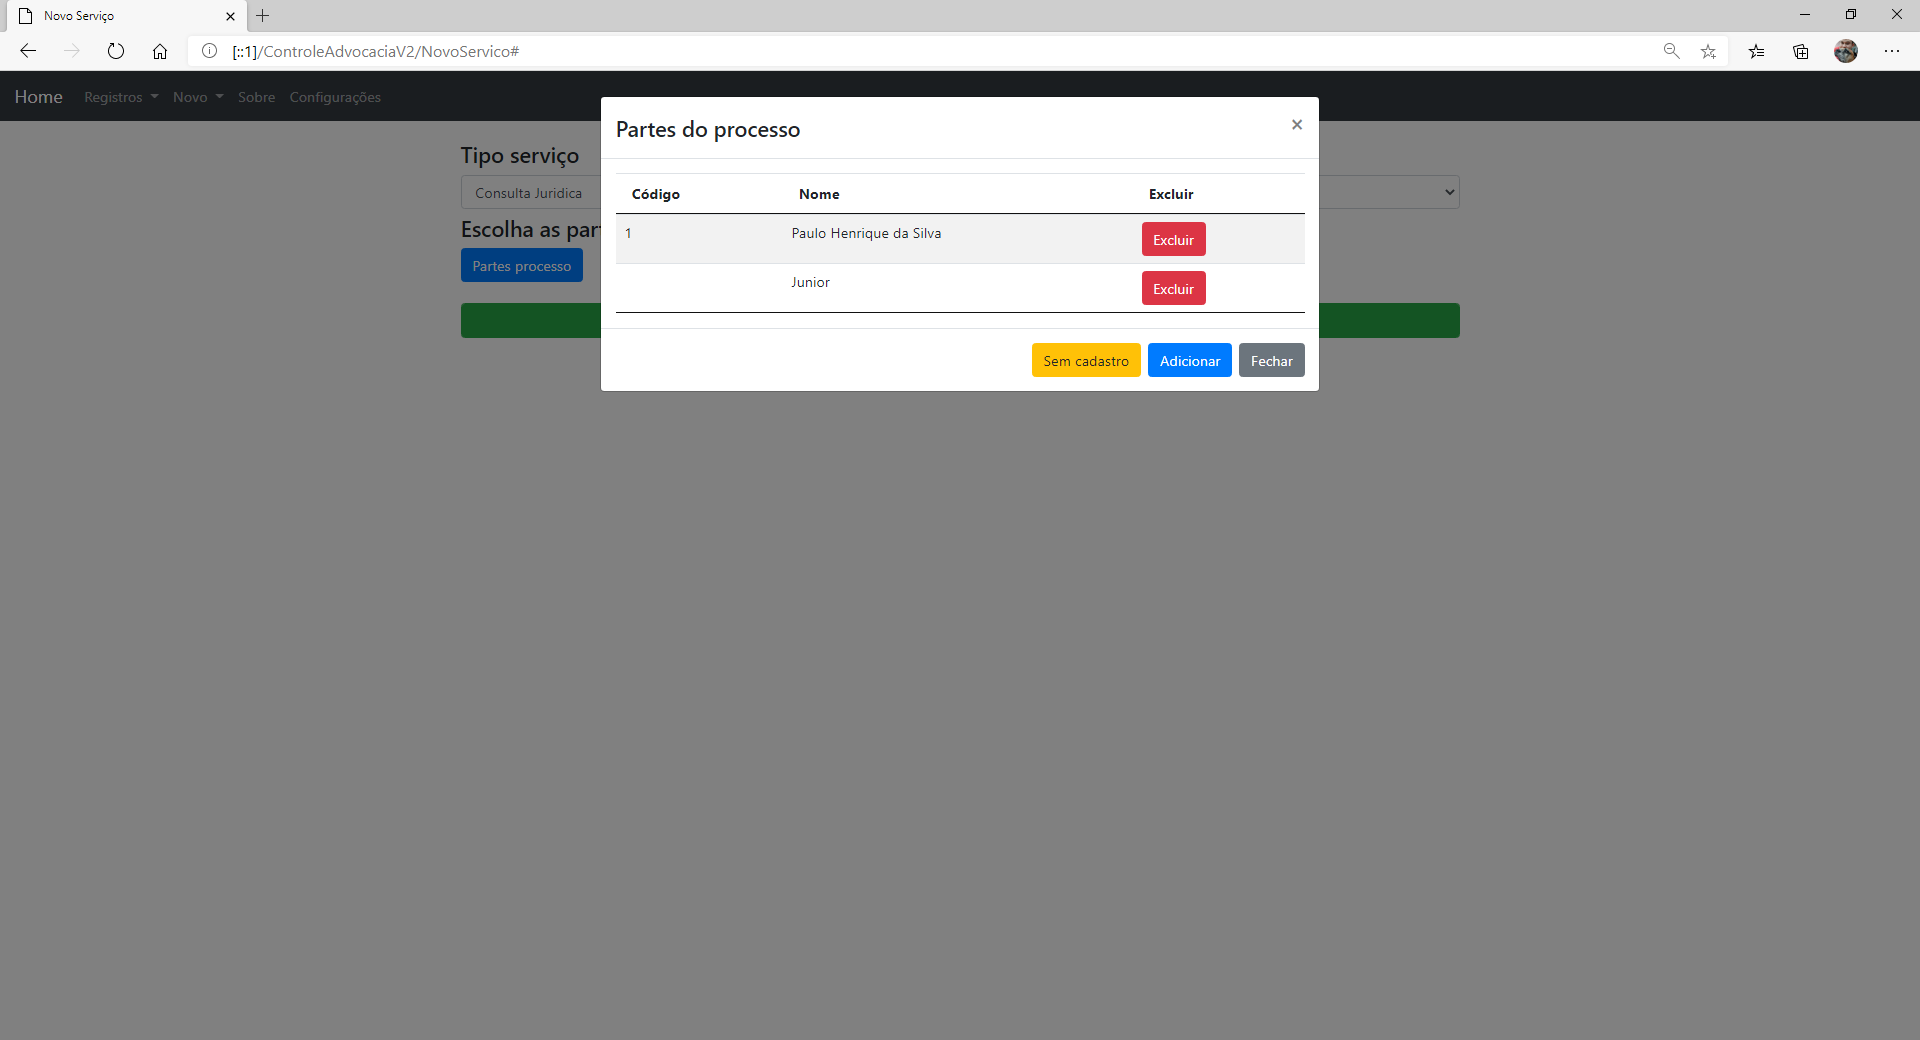 Novo Serviço
[::1]/ControleAdvocaciaV2/NovoServico#
Home Registros Novo Sobre Configurações
Partes do processo ×
Tipo serviço
Consulta Juridica
Código Nome Excluir
Escolha as par
1 Paulo Henrique da Silva Excluir
Partes processo
Junior Excluir
Sem cadastro Adicionar Fechar